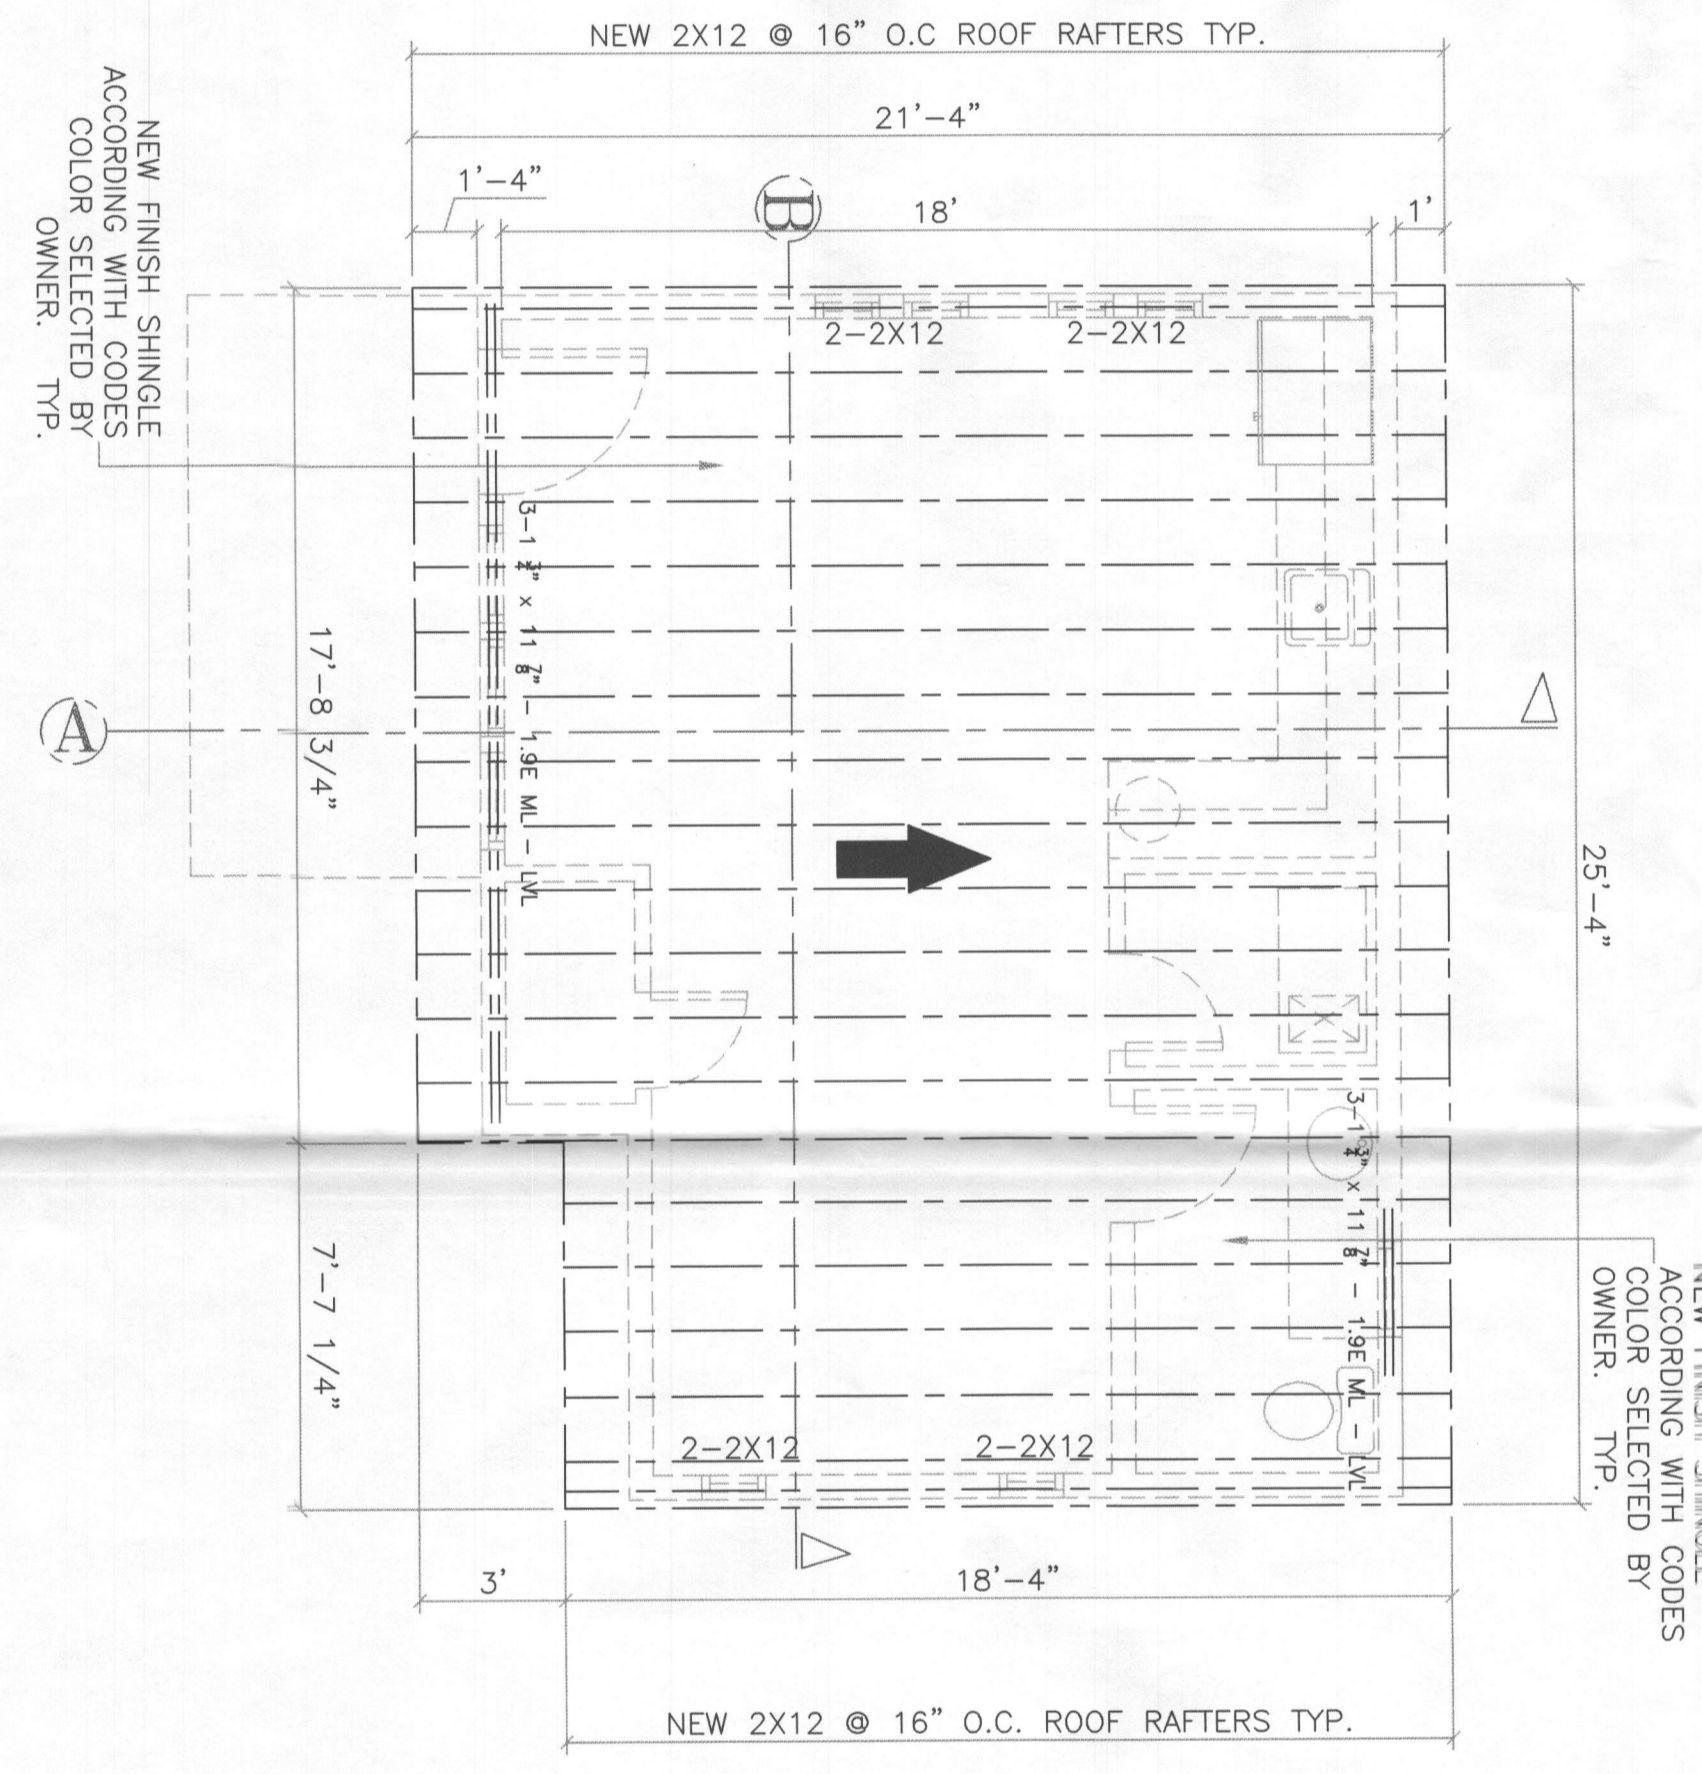 NEW 2X12 @ 16" O.C ROOF RAFTERS TYP.
21'-4"
1'-4"
18'
1'
B
NEW FINISH SHINGLE
ACCORDING WITH CODES
COLOR SELECTED BY
OWNER. TYP.
2-2X12
2-2X12
3-1 3/4" x 11 7/8" - 1.9E ML - LVL
17'-8 3/4"
A
25'-4"
3-1 3/4" x 11 7/8" - 1.9E ML - LVL
7'-7 1/4"
NEW FINISH SHINGLE
ACCORDING WITH CODES
COLOR SELECTED BY
OWNER. TYP.
2-2X12
2-2X12
3'
18'-4"
NEW 2X12 @ 16" O.C. ROOF RAFTERS TYP.